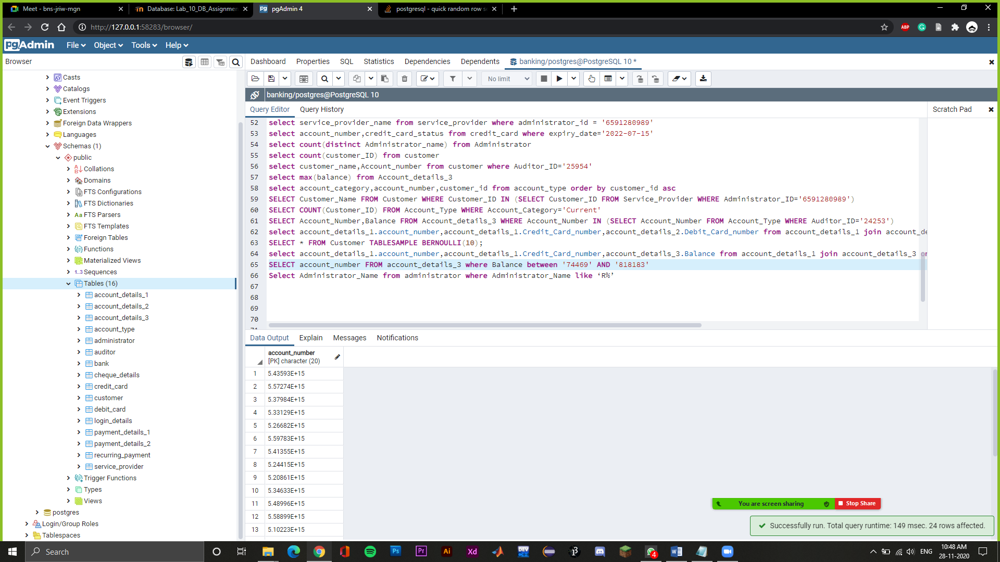 Meet - bns-jriw-mgn
Database: Lab_10_DB_Assignmen
pgAdmin 4
postgresql - quick random row s
http://127.0.0.1:58283/browser/
ABP
pgAdmin
File
Object
Tools
Help
Browser
Dashboard
Properties
SQL
Statistics
Dependencies
Dependents
banking/postgres@PostgreSQL 10 *
No limit
banking/postgres@PostgreSQL 10
Query Editor
Query History
Scratch Pad
Casts
Catalogs
Event Triggers
Extensions
Foreign Data Wrappers
Languages
Schemas (1)
public
Collations
Domains
FTS Configurations
FTS Dictionaries
FTS Parsers
FTS Templates
Foreign Tables
Functions
Materialized Views
1..3 Sequences
Tables (16)
account_details_1
account_details_2
account_details_3
account_type
administrator
auditor
bank
cheque_details
credit_card
customer
debit_card
login_details
payment_details_1
payment_details_2
recurring_payment
service_provider
Trigger Functions
Types
Views
postgres
Login/Group Roles
Tablespaces
52 select service_provider_name from service_provider where administrator_id = '6591280989'
53 select account_number,credit_card_status from credit_card where expiry_date='2022-07-15'
54 select count(distinct Administrator_name) from Administrator
55 select count(customer_ID) from customer
56 select customer_name,Account_number from customer where Auditor_ID='25954'
57 select max(balance) from Account_details_3
58 select account_category,account_number,customer_id from account_type order by customer_id asc
59 SELECT Customer_Name FROM Customer WHERE Customer_ID IN (SELECT Customer_ID FROM Service_Provider WHERE Administrator_ID='6591280989')
60 SELECT COUNT(Customer_ID) FROM Account_Type WHERE Account_Category='Current'
61 SELECT Account_Number,Balance FROM Account_details_3 WHERE Account_Number IN (SELECT Account_Number FROM Account_Type WHERE Auditor_ID='24253')
62 select account_details_1.account_number,account_details_1.Credit_Card_number,account_details_2.Debit_Card_number from account_details_1 join account_de
63 SELECT * FROM Customer TABLESAMPLE BERNOULLI(10);
64 select account_details_1.account_number,account_details_1.Credit_Card_number,account_details_3.Balance from account_details_1 join account_details_3 on
65 SELECT account_number FROM account_details_3 where Balance between '74469' AND '818183'
66 Select Administrator_Name from administrator where Administrator_Name like ‘R%’
67
68
69
70
71
Data Output
Explain
Messages
Notifications
account_number
[PK] character (20)
1 5.43593E+15
2 5.57274E+15
3 5.37984E+15
4 5.33129E+15
5 5.26682E+15
6 5.59783E+15
7 5.41355E+15
8 5.24415E+15
9 5.20861E+15
10 5.34633E+15
11 5.48996E+15
12 5.58899E+15
13 5.10223E+15
You are screen sharing
Stop Share
Successfully run. Total query runtime: 149 msec. 24 rows affected.
Search
Ps
Pr
Ai
Xd
DEV
4
ENG
10:48 AM
28-11-2020